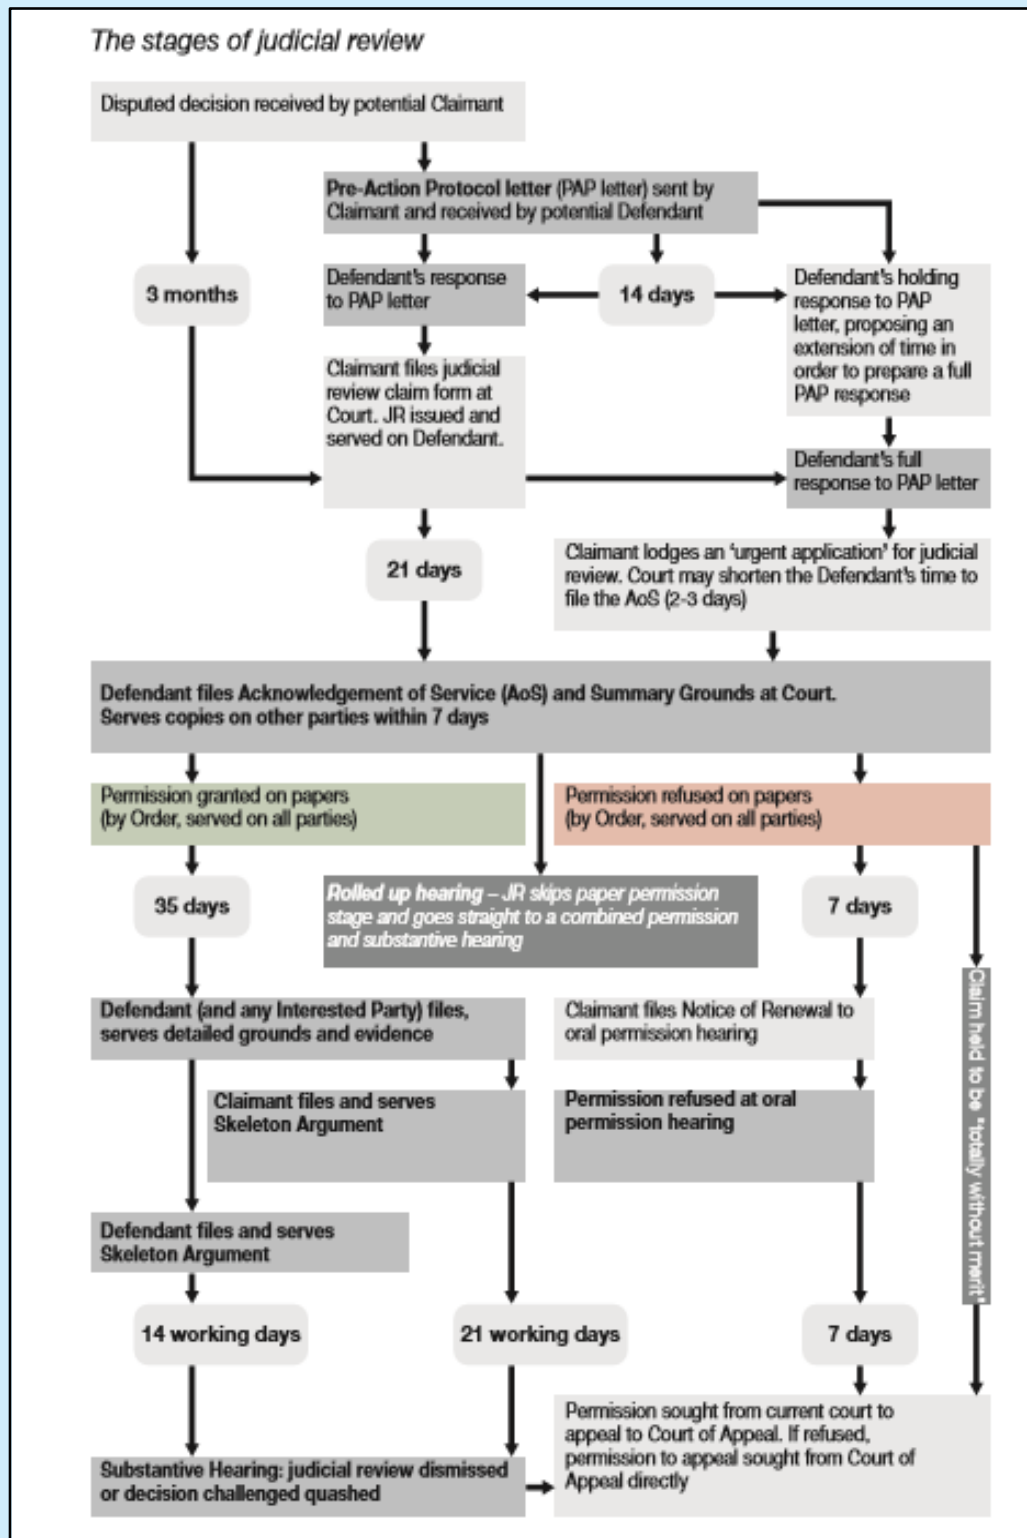 The stages of judicial review
Disputed decision received by potential Claimant
Pre-Action Protocol letter (PAP letter) sent by
Claimant and received by potential Defendant
3 months
Defendant's response
to PAP letter
14 days
Defendant's holding
response to PAP
letter, proposing an
extension of time in
order to prepare a full
PAP response
Claimant files judicial
review claim form at
Court. JR issued and
served on Defendant.
Defendant's full
response to PAP letter
21 days
Claimant lodges an 'urgent application' for judicial
review. Court may shorten the Defendant's time to
file the AoS (2-3 days)
Defendant files Acknowledgement of Service (AoS) and Summary Grounds at Court.
Serves copies on other parties within 7 days
Permission granted on papers
(by Order, served on all parties)
Permission refused on papers
(by Order, served on all parties)
35 days
Rolled up hearing – JR skips paper permission
stage and goes straight to a combined permission
and substantive hearing
7 days
Claim held to be "totally without merit"
Defendant (and any Interested Party) files,
serves detailed grounds and evidence
Claimant files Notice of Renewal to
oral permission hearing
Claimant files and serves
Skeleton Argument
Permission refused at oral
permission hearing
Defendant files and serves
Skeleton Argument
14 working days
21 working days
7 days
Permission sought from current court to
appeal to Court of Appeal. If refused,
permission to appeal sought from Court of
Appeal directly
Substantive Hearing: judicial review dismissed
or decision challenged quashed